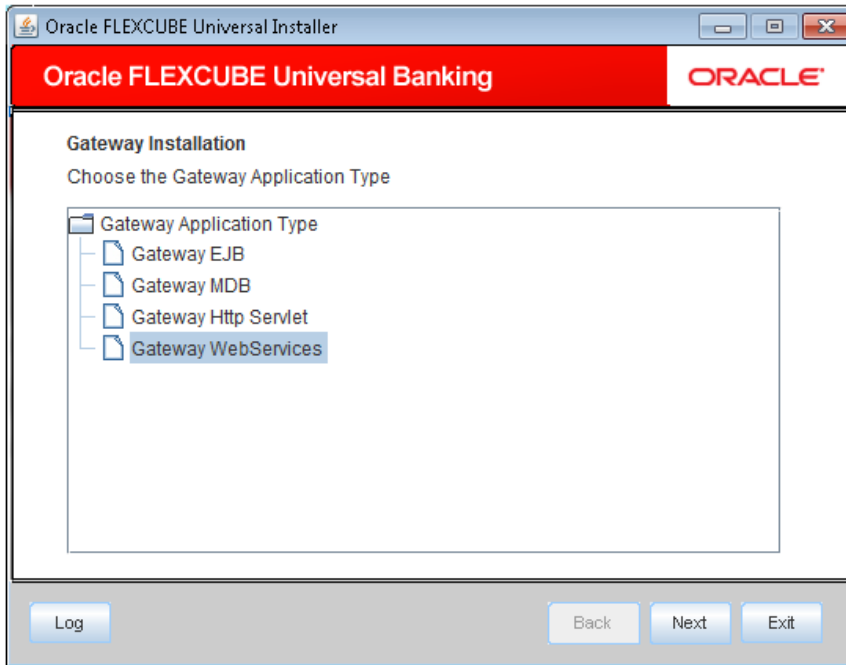 Oracle FLEXCUBE Universal Installer
Oracle FLEXCUBE Universal Banking
ORACLE
Gateway Installation
Choose the Gateway Application Type
Gateway Application Type
Gateway EJB
Gateway MDB
Gateway Http Servlet
Gateway WebServices
Log Back Next Exit